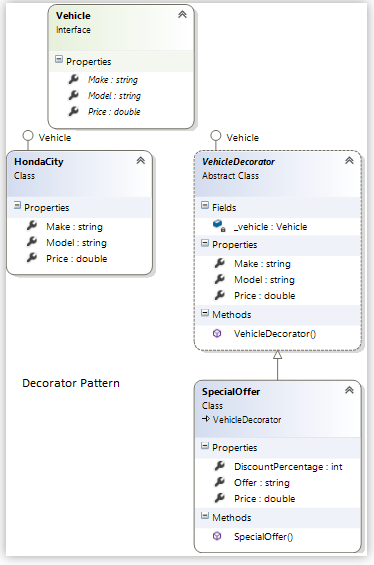 Vehicle
Interface
Properties
Make : string
Model : string
Price : double
Vehicle
HondaCity
Class
Properties
Make : string
Model : string
Price : double
Vehicle
VehicleDecorator
Abstract Class
Fields
_vehicle : Vehicle
Properties
Make : string
Model : string
Price : double
Methods
VehicleDecorator()
Decorator Pattern
SpecialOffer
Class
VehicleDecorator
Properties
DiscountPercentage : int
Offer : string
Price : double
Methods
SpecialOffer()